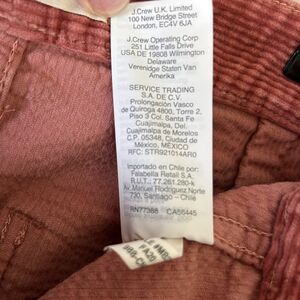 J.Crew U.K. Limited
100 New Bridge Street
London, EC4V 6JA
J.Crew Operating Corp
251 Little Falls Drive
USA DE 19808 Wilmington
Delaware
Verenigde Staten Van
Amerika
SERVICE TRADING
S.A. DE C.V.
Prolongación Vasco
de Quiroga 4800, Torre 2,
Piso 3 Col. Santa Fe
Cuajimalpa, Del.
Cuajimalpa de Morelos
C.P. 05348, Ciudad de
México, MÉXICO
RFC: STR921014AR0
Importado en Chile por:
Falabella Retail S.A.
R.U.T.: 77.261.280-k
Av Manuel Rodriguez Norte
730, Santiago - Chile
RN77388 CA56445
FA20